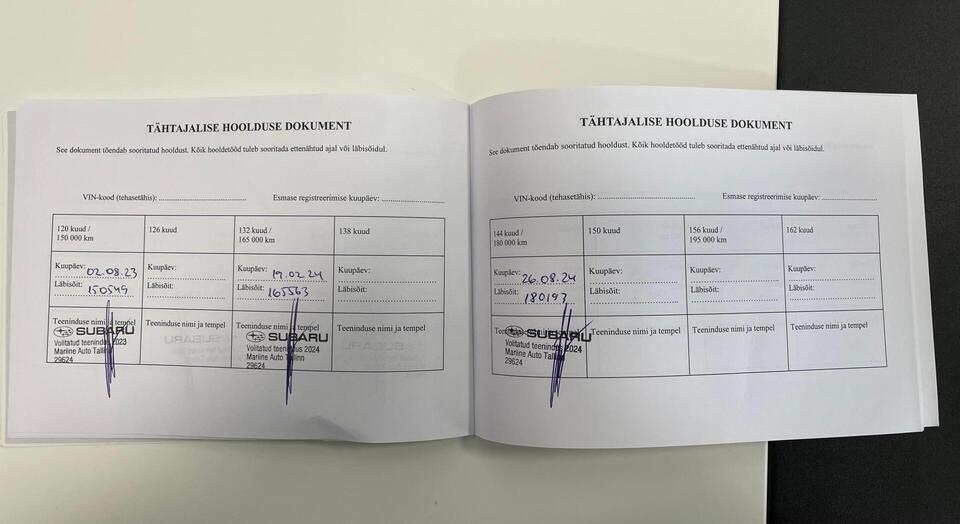 TÄHTAJALISE HOOLDUSE DOKUMENT
See dokument tõendab sooritatud hooldust. Kõik hooldetööd tuleb sooritada ettenähtud ajal või läbisõidul.
VIN-kood (tehasetähis): Esmase registreerimise kuupäev:
120 kuud / 150 000 km
126 kuud
132 kuud / 165 000 km
138 kuud
Kuupäev: 02.08.23
Läbisõit: 150549
Kuupäev:
Läbisõit:
Kuupäev: 19.02.24
Läbisõit: 165563
Kuupäev:
Läbisõit:
Teeninduse nimi ja tempel
SUBARU
Volitatud teenindus 2023
Mariine Auto Tallinn
29624
Teeninduse nimi ja tempel
Teeninduse nimi ja tempel
SUBARU
Volitatud teenindus 2024
Mariine Auto Tallinn
29624
Teeninduse nimi ja tempel
TÄHTAJALISE HOOLDUSE DOKUMENT
See dokument tõendab sooritatud hooldust. Kõik hooldetööd tuleb sooritada ettenähtud ajal või läbisõidul.
VIN-kood (tehasetähis): Esmase registreerimise kuupäev:
144 kuud / 180 000 km
150 kuud
156 kuud / 195 000 km
162 kuud
Kuupäev: 26.08.24
Läbisõit: 180193
Kuupäev:
Läbisõit:
Kuupäev:
Läbisõit:
Kuupäev:
Läbisõit:
Teeninduse nimi ja tempel
SUBARU
Volitatud teenindus 2024
Mariine Auto Tallinn
29624
Teeninduse nimi ja tempel
Teeninduse nimi ja tempel
Teeninduse nimi ja tempel